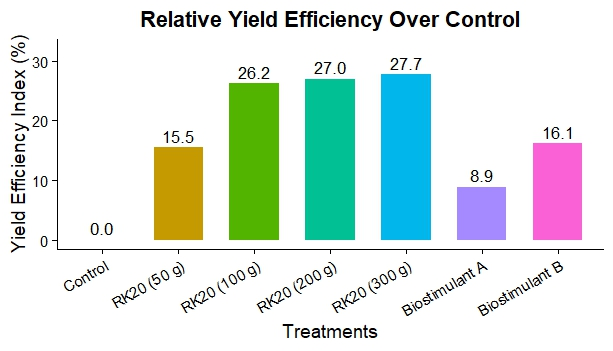 Relative Yield Efficiency Over Control
Yield Efficiency Index (%)
30
20
10
0
0.0
15.5
26.2
27.0
27.7
8.9
16.1
Control
RK20 (50 g)
RK20 (100 g)
RK20 (200 g)
RK20 (300 g)
Biostimulant A
Biostimulant B
Treatments